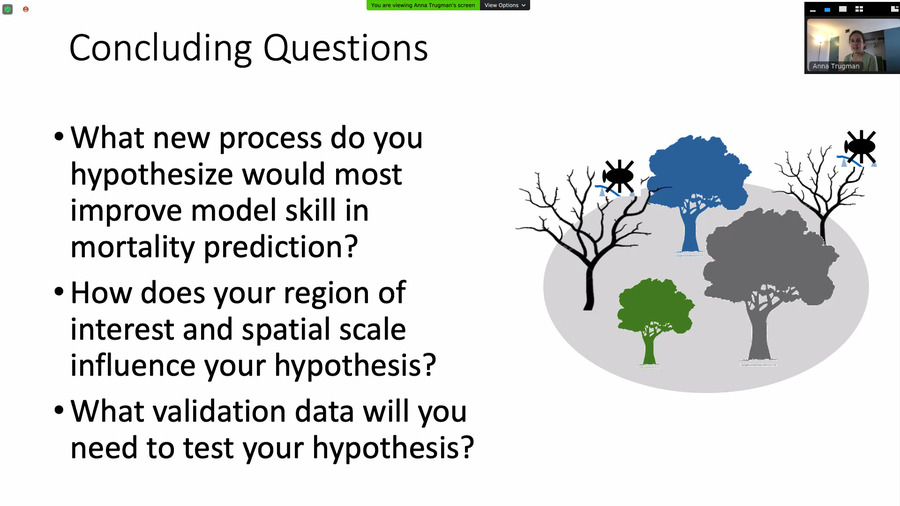 You are viewing Anna Trugman's screen
View Options
Concluding Questions
Anna Trugman
• What new process do you
hypothesize would most
improve model skill in
mortality prediction?
• How does your region of
interest and spatial scale
influence your hypothesis?
• What validation data will you
need to test your hypothesis?